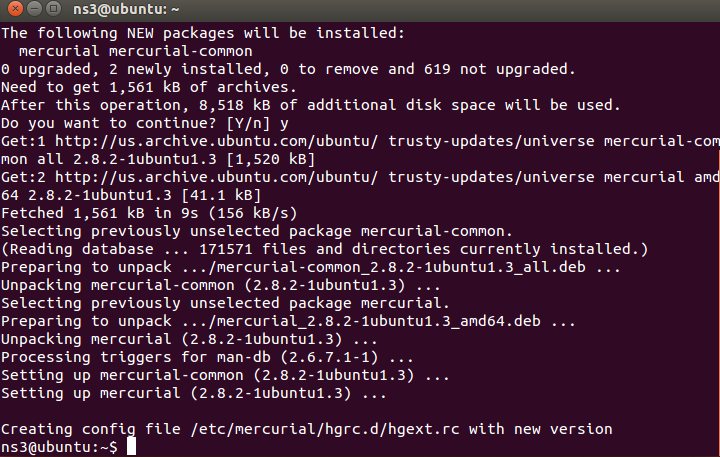 ns3@ubuntu: ~
The following NEW packages will be installed:
  mercurial mercurial-common
0 upgraded, 2 newly installed, 0 to remove and 619 not upgraded.
Need to get 1,561 kB of archives.
After this operation, 8,518 kB of additional disk space will be used.
Do you want to continue? [Y/n] y
Get:1 http://us.archive.ubuntu.com/ubuntu/ trusty-updates/universe mercurial-com
mon all 2.8.2-1ubuntu1.3 [1,520 kB]
Get:2 http://us.archive.ubuntu.com/ubuntu/ trusty-updates/universe mercurial amd
64 2.8.2-1ubuntu1.3 [41.1 kB]
Fetched 1,561 kB in 9s (156 kB/s)
Selecting previously unselected package mercurial-common.
(Reading database ... 171571 files and directories currently installed.)
Preparing to unpack .../mercurial-common_2.8.2-1ubuntu1.3_all.deb ...
Unpacking mercurial-common (2.8.2-1ubuntu1.3) ...
Selecting previously unselected package mercurial.
Preparing to unpack .../mercurial_2.8.2-1ubuntu1.3_amd64.deb ...
Unpacking mercurial (2.8.2-1ubuntu1.3) ...
Processing triggers for man-db (2.6.7.1-1) ...
Setting up mercurial-common (2.8.2-1ubuntu1.3) ...
Setting up mercurial (2.8.2-1ubuntu1.3) ...

Creating config file /etc/mercurial/hgrc.d/hgext.rc with new version
ns3@ubuntu:~$